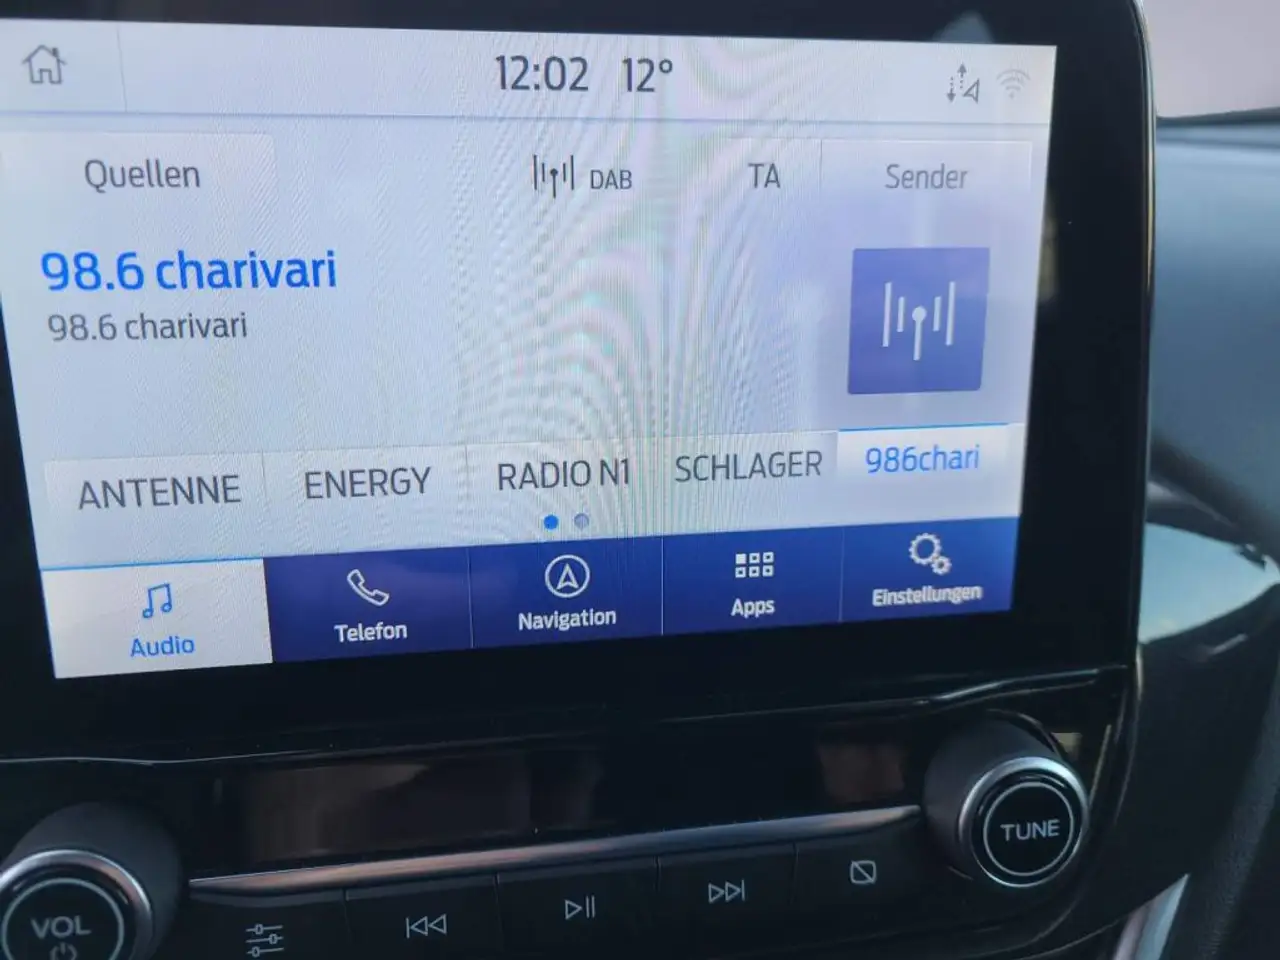 12:02 12°
Quellen DAB TA Sender
98.6 charivari
98.6 charivari
ANTENNE ENERGY RADIO N1 SCHLAGER 986chari
Audio Telefon Navigation Apps Einstellungen
TUNE
VOL